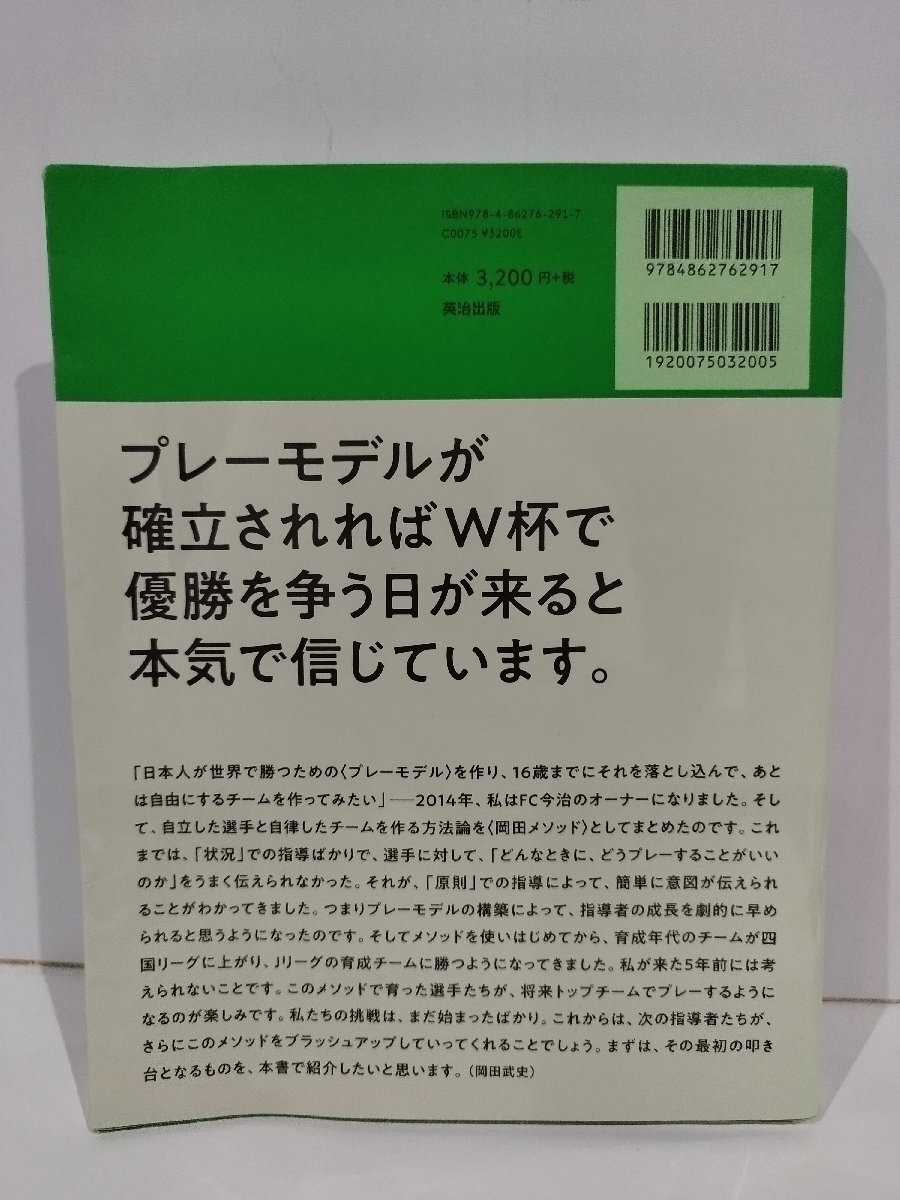 ISBN978-4-86276-291-7
C0075 ¥3200E
本体 3,200 円+税
英治出版
9784862762917
1920075032005
プレーモデルが
確立されればW杯で
優勝を争う日が来ると
本気で信じています。
「日本人が世界で勝つための〈プレーモデル〉を作り、16歳までにそれを落とし込んで、あと
は自由にするチームを作ってみたい」——2014年、私はFC今治のオーナーになりました。そし
て、自立した選手と自律したチームを作る方法論を〈岡田メソッド〉としてまとめたのです。これ
までは、「状況」での指導ばかりで、選手に対して、「どんなときに、どうプレーすることがいい
のか」をうまく伝えられなかった。それが、「原則」での指導によって、簡単に意図が伝えられ
ることがわかってきました。つまりプレーモデルの構築によって、指導者の成長を劇的に早め
られると思うようになったのです。そしてメソッドを使いはじめてから、育成年代のチームが四
国リーグに上がり、Jリーグの育成チームに勝つようになってきました。私が来た5年前には考
えられないことです。このメソッドで育った選手たちが、将来トップチームでプレーするように
なるのが楽しみです。私たちの挑戦は、まだ始まったばかり。これからは、次の指導者たちが、
さらにこのメソッドをブラッシュアップしていってくれることでしょう。まずは、その最初の叩き
台となるものを、本書で紹介したいと思います。（岡田武史）